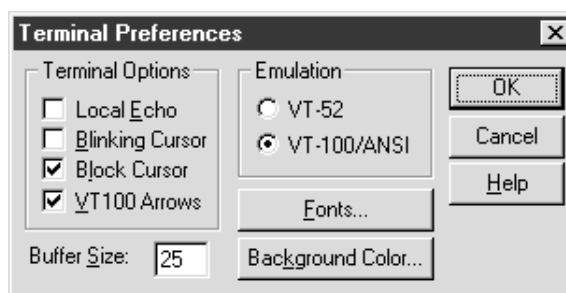 Terminal Preferences
Terminal Options
Local Echo
Blinking Cursor
Block Cursor
VT100 Arrows
Buffer Size: 25
Emulation
VT-52
VT-100/ANSI
Fonts...
Background Color...
OK
Cancel
Help